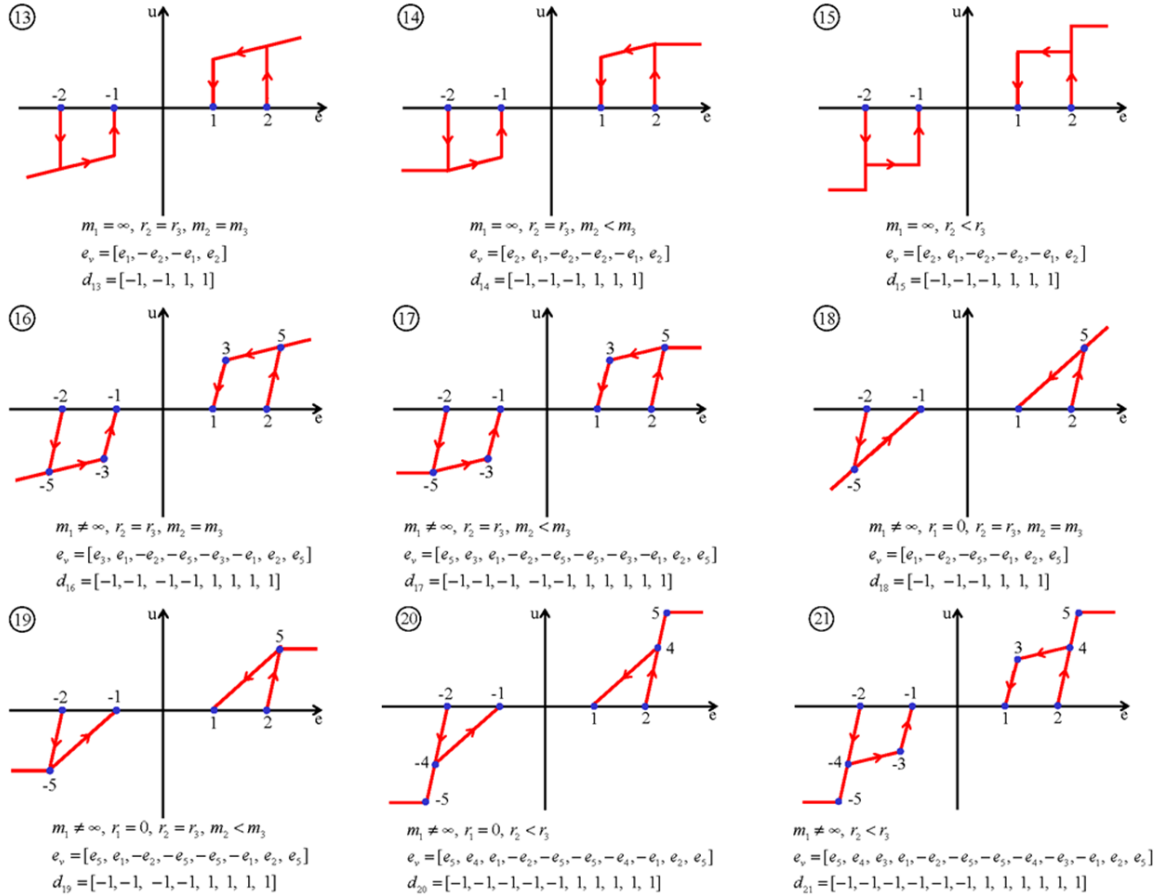 13
u
-2
-1
1
2
e
m₁ = ∞, r₂ = r₃, m₂ = m₃
eᵥ = [e₁,−e₂,−e₁, e₂]
d₁₃ = [−1, −1, 1, 1]
14
u
-2
-1
1
2
e
m₁ = ∞, r₂ = r₃, m₂ < m₃
eᵥ = [e₂, e₁,−e₂,−e₂,−e₁, e₂]
d₁₄ = [−1,−1,−1, 1, 1, 1]
15
u
-2
-1
1
2
e
m₁ = ∞, r₂ < r₃
eᵥ = [e₂, e₁,−e₂,−e₂,−e₁, e₂]
d₁₅ = [−1,−1,−1, 1, 1, 1]
16
u
3
5
-2
-1
1
2
e
-3
-5
m₁ ≠ ∞, r₂ = r₃, m₂ = m₃
eᵥ = [e₃, e₁,−e₂,−e₅,−e₃,−e₁, e₂, e₅]
d₁₆ = [−1,−1, −1,−1, 1, 1, 1, 1]
17
u
3
5
-2
-1
1
2
e
-3
-5
m₁ ≠ ∞, r₂ = r₃, m₂ < m₃
eᵥ = [e₅, e₃, e₁,−e₂,−e₅,−e₅,−e₃,−e₁, e₂, e₅]
d₁₇ = [−1,−1,−1, −1,−1, 1, 1, 1, 1, 1]
18
u
5
-2
-1
1
2
e
-5
m₁ ≠ ∞, r₁ = 0, r₂ = r₃, m₂ = m₃
eᵥ = [e₁,−e₂,−e₅,−e₁, e₂, e₅]
d₁₈ = [−1, −1,−1, 1, 1, 1]
19
u
5
-2
-1
1
2
e
-5
m₁ ≠ ∞, r₁ = 0, r₂ = r₃, m₂ < m₃
eᵥ = [e₅, e₁,−e₂,−e₅,−e₅,−e₁, e₂, e₅]
d₁₉ = [−1,−1, −1,−1, 1, 1, 1, 1]
20
u
5
4
-2
-1
1
2
e
-4
-5
m₁ ≠ ∞, r₁ = 0, r₂ < r₃
eᵥ = [e₅, e₄, e₁,−e₂,−e₅,−e₅,−e₄,−e₁, e₂, e₅]
d₂₀ = [−1,−1,−1,−1,−1, 1, 1, 1, 1, 1]
21
u
5
3
4
-2
-1
1
2
e
-4
-3
-5
m₁ ≠ ∞, r₂ < r₃
eᵥ = [e₅, e₄, e₃, e₁,−e₂,−e₅,−e₅,−e₄,−e₃,−e₁, e₂, e₅]
d₂₁ = [−1,−1,−1,−1,−1,−1, 1, 1, 1, 1, 1, 1]